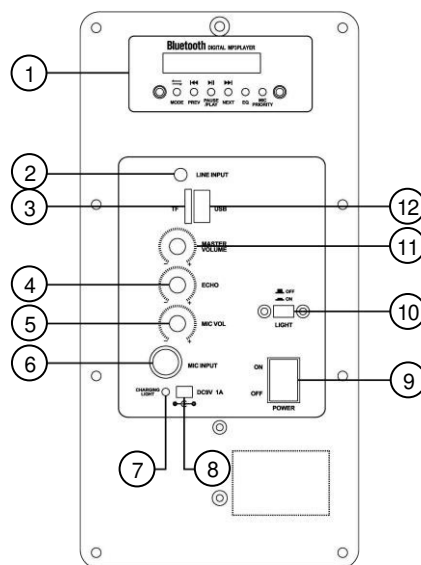 Bluetooth DIGITAL MP3PLAYER
MODE PREV PAUSE/PLAY NEXT EQ MIC PRIORITY
1
2
LINE INPUT
3
TF USB
12
MASTER VOLUME
11
4
ECHO
OFF
ON
10
LIGHT
5
MIC VOL
6
MIC INPUT
ON
OFF
POWER
9
CHARGING LIGHT
DC9V 1A
7
8